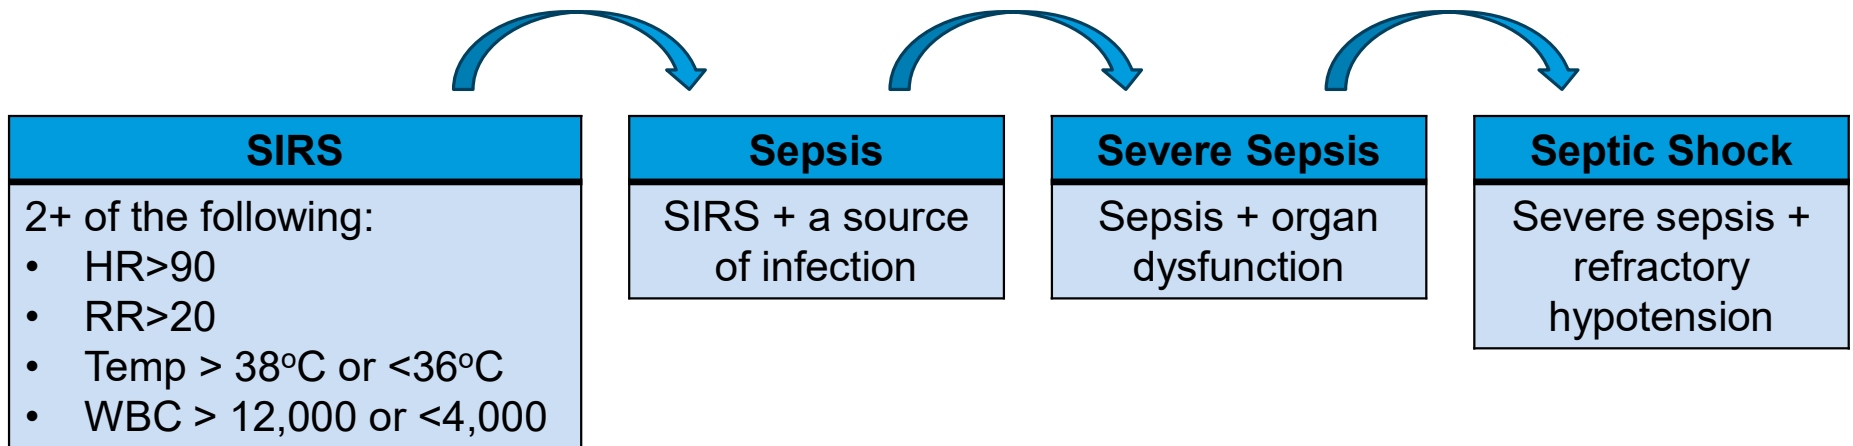 SIRS
2+ of the following:
• HR>90
• RR>20
• Temp > 38ºC or <36ºC
• WBC > 12,000 or <4,000
Sepsis
SIRS + a source
of infection
Severe Sepsis
Sepsis + organ
dysfunction
Septic Shock
Severe sepsis +
refractory
hypotension